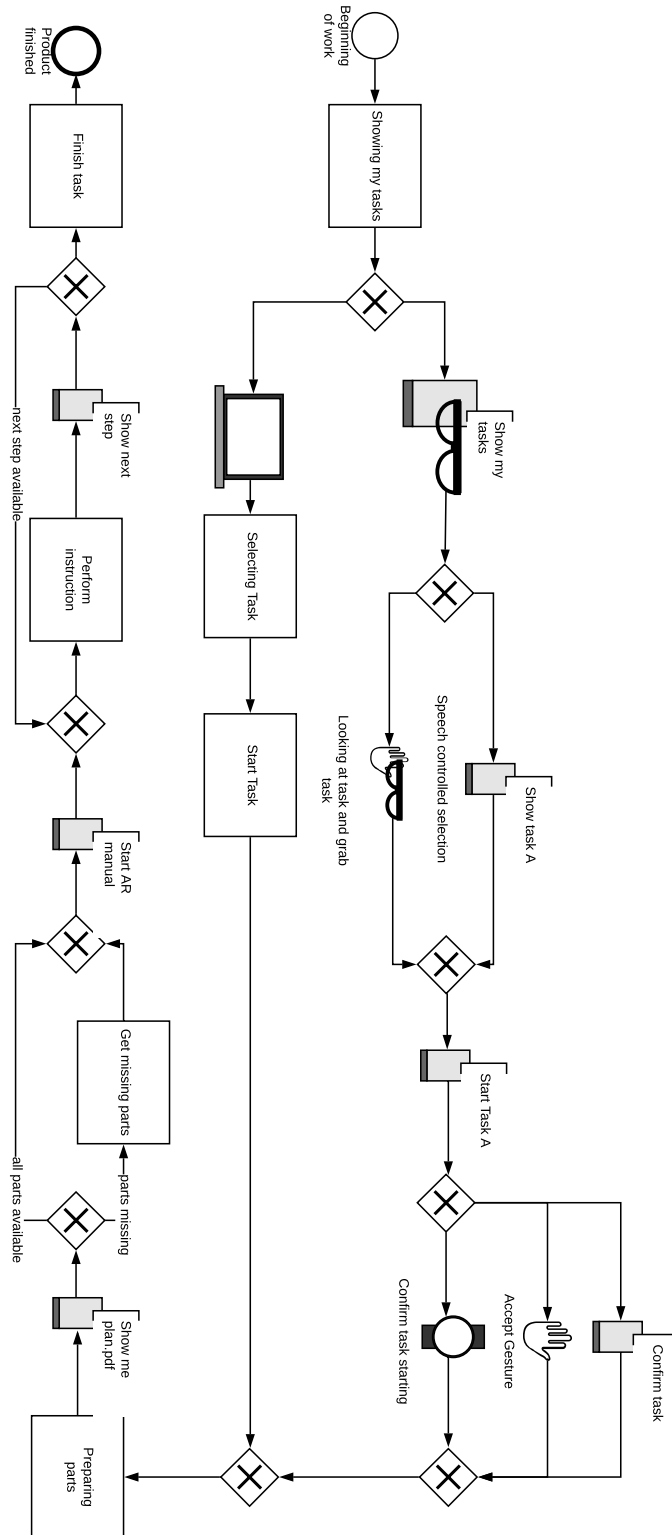 Beginning
of work
Showing my tasks
Show my
tasks
Speech controlled selection
Show task A
Looking at task and grab
task
Selecting Task
Start Task
Start Task A
Confirm task
Accept Gesture
Confirm task starting
Preparing
parts
Show me
plan.pdf
parts missing
all parts available
Get missing parts
Start AR
manual
Perform
instruction
Show next
step
next step available
Finish task
Product
finished